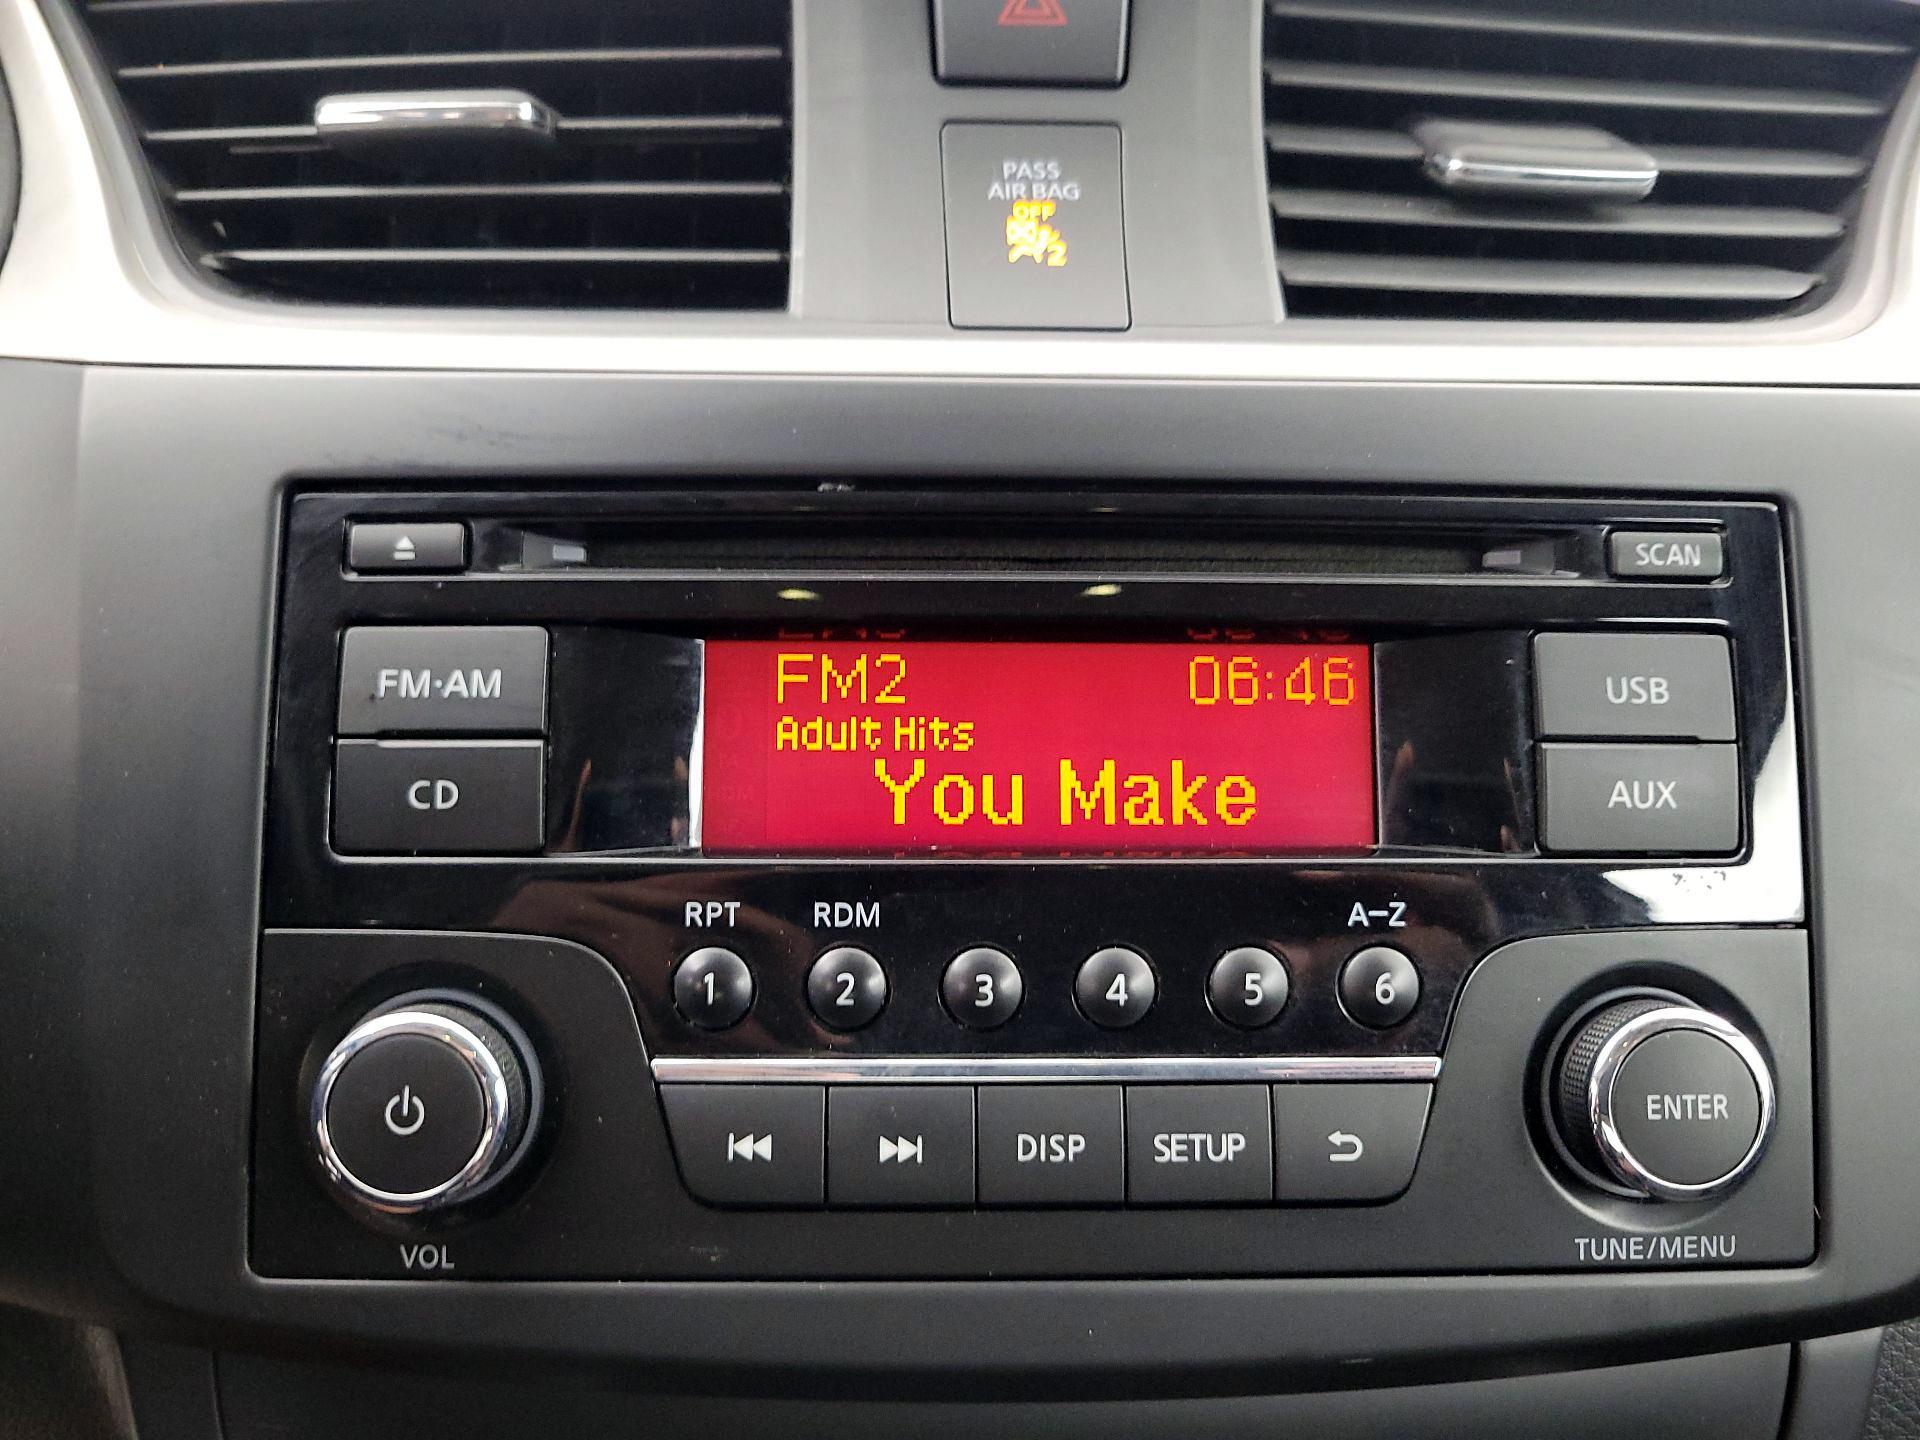 PASS
AIR BAG
OFF
2
SCAN
FM·AM
CD
FM2 06:46
Adult Hits
You Make
USB
AUX
RPT RDM A-Z
1 2 3 4 5 6
DISP SETUP
ENTER
VOL
TUNE/MENU